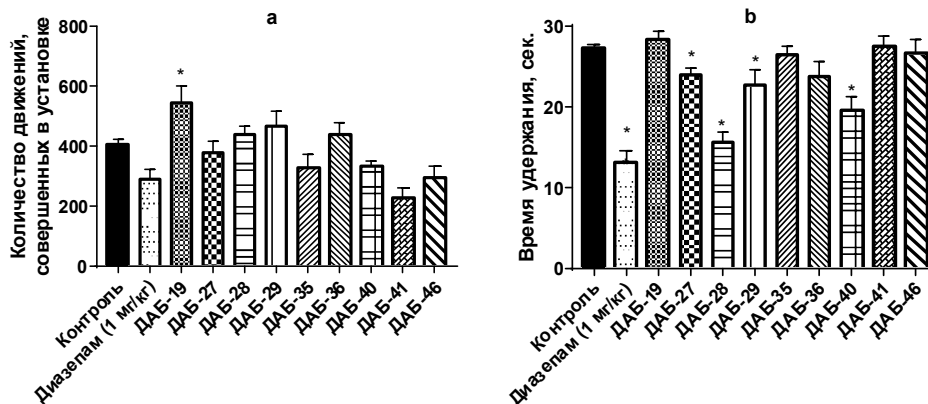 a
Количество движений,
совершенных в установке
800
600
400
200
0
*
Контроль
Диазепам (1 мг/кг)
ДАБ-19
ДАБ-27
ДАБ-28
ДАБ-29
ДАБ-35
ДАБ-36
ДАБ-40
ДАБ-41
ДАБ-46
b
Время удержания, сек.
30
20
10
0
*
*
*
*
*
Контроль
Диазепам (1 мг/кг)
ДАБ-19
ДАБ-27
ДАБ-28
ДАБ-29
ДАБ-35
ДАБ-36
ДАБ-40
ДАБ-41
ДАБ-46